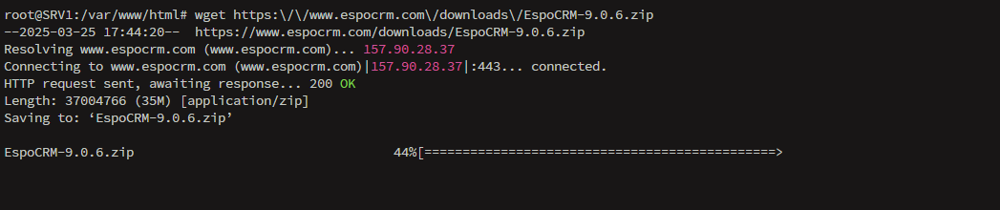 root@SRV1:/var/www/html# wget https:\/\/www.espocrm.com\/downloads\/EspoCRM-9.0.6.zip
--2025-03-25 17:44:20--  https://www.espocrm.com/downloads/EspoCRM-9.0.6.zip
Resolving www.espocrm.com (www.espocrm.com)... 157.90.28.37
Connecting to www.espocrm.com (www.espocrm.com)|157.90.28.37|:443... connected.
HTTP request sent, awaiting response... 200 OK
Length: 37004766 (35M) [application/zip]
Saving to: ‘EspoCRM-9.0.6.zip’
EspoCRM-9.0.6.zip 44%[==============================================>